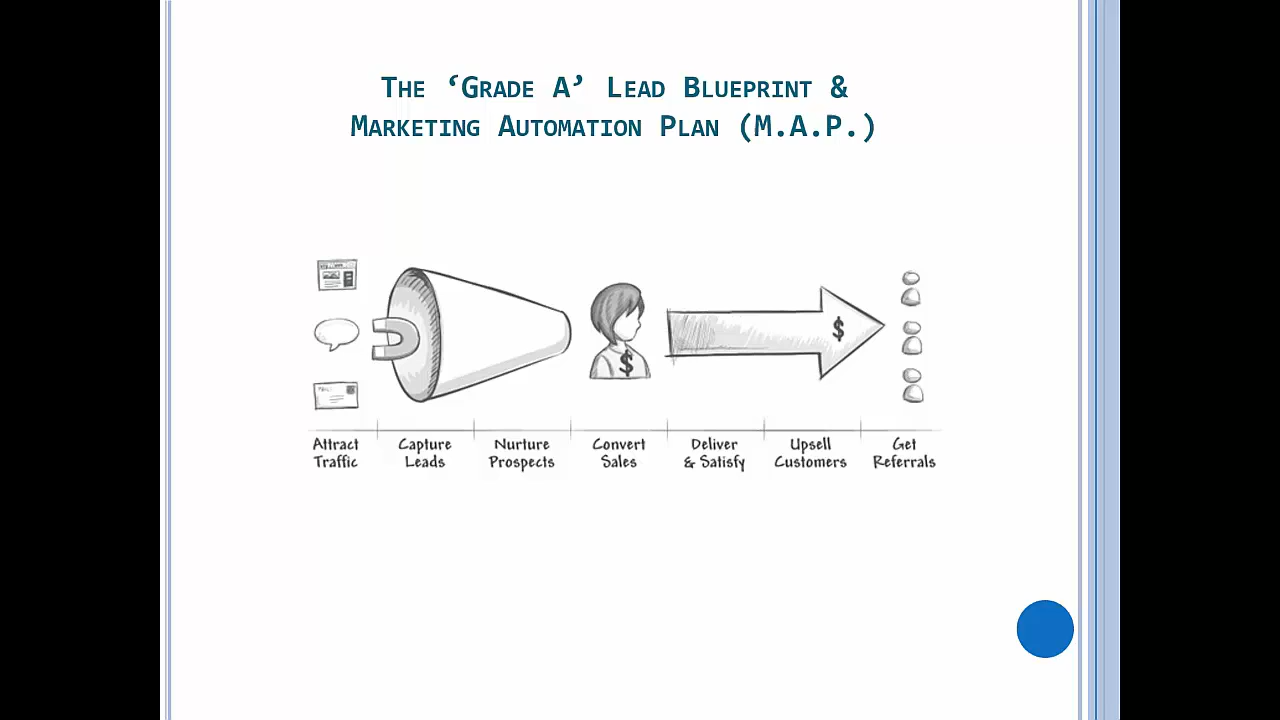 The ‘Grade A’ Lead Blueprint &
Marketing Automation Plan (M.A.P.)
$
$
Attract
Traffic
Capture
Leads
Nurture
Prospects
Convert
Sales
Deliver
& Satisfy
Upsell
Customers
Get
Referrals